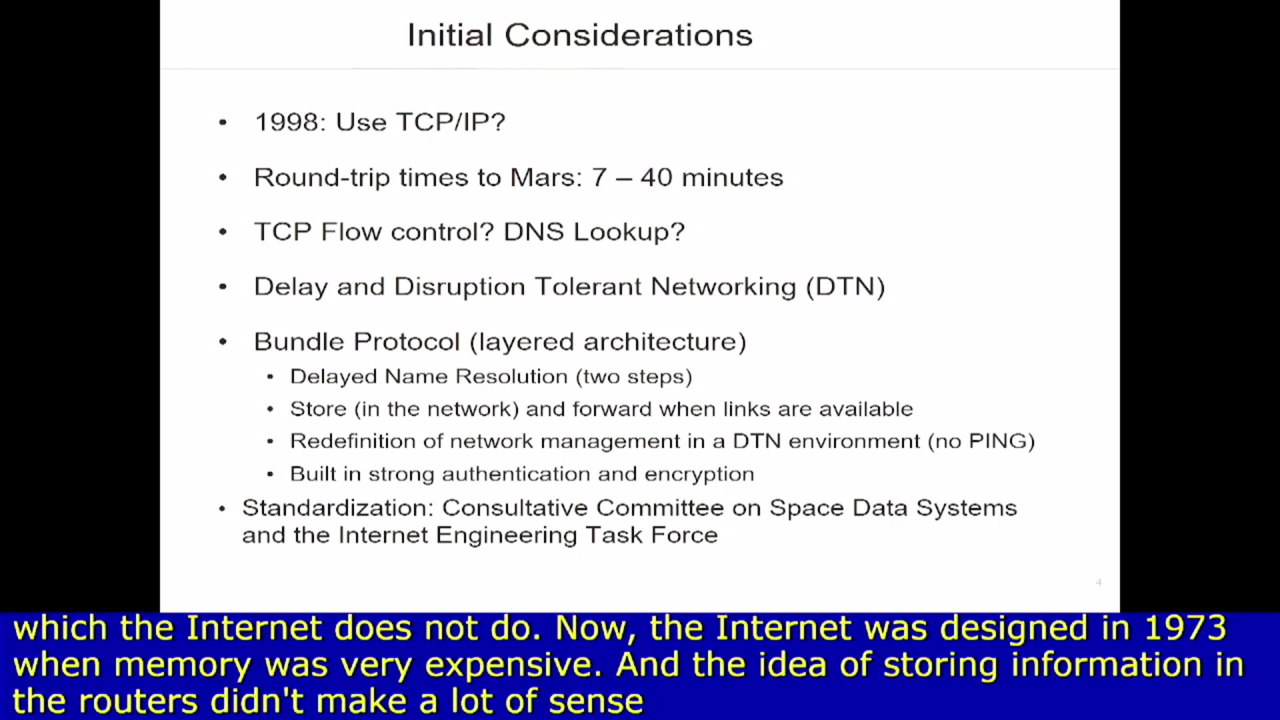 Initial Considerations
• 1998: Use TCP/IP?
• Round-trip times to Mars: 7 – 40 minutes
• TCP Flow control? DNS Lookup?
• Delay and Disruption Tolerant Networking (DTN)
• Bundle Protocol (layered architecture)
• Delayed Name Resolution (two steps)
• Store (in the network) and forward when links are available
• Redefinition of network management in a DTN environment (no PING)
• Built in strong authentication and encryption
• Standardization: Consultative Committee on Space Data Systems
and the Internet Engineering Task Force
4
which the Internet does not do. Now, the Internet was designed in 1973
when memory was very expensive. And the idea of storing information in
the routers didn't make a lot of sense